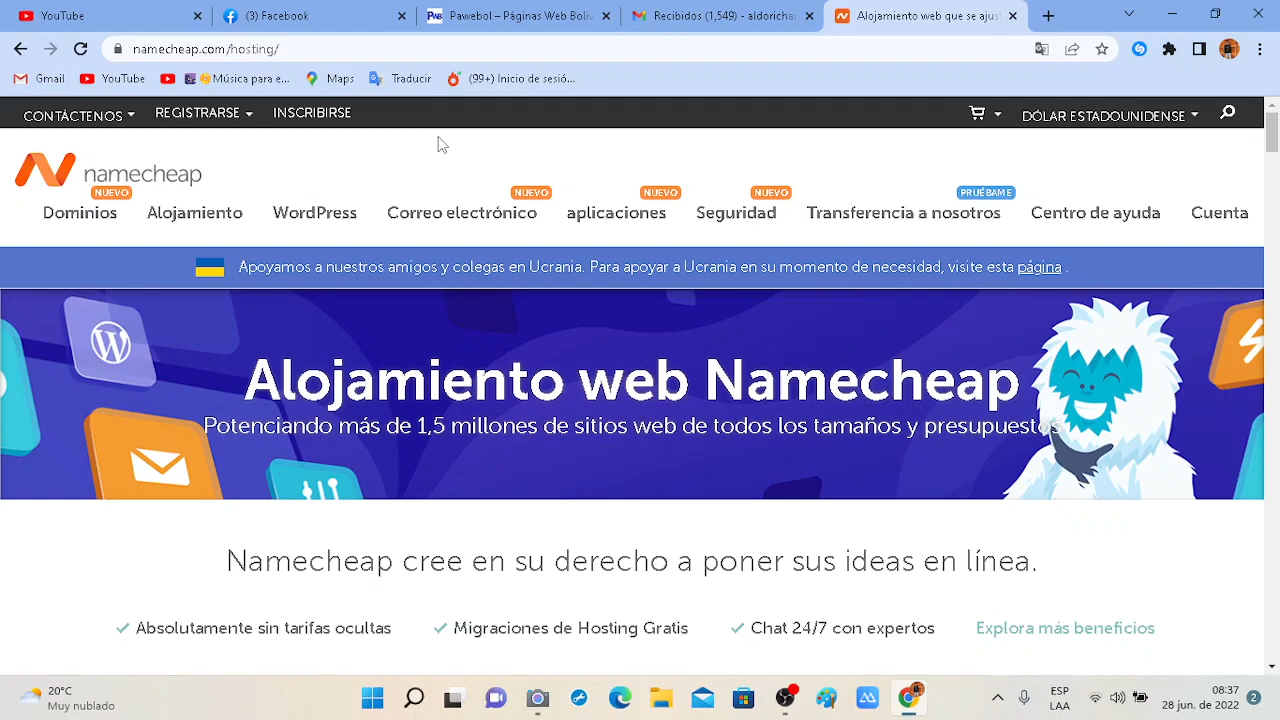 YouTube
(3) Facebook
Pawebol – Páginas Web Boliv
Recibidos (1,549) - aldorichar
Alojamiento web que se ajus
namecheap.com/hosting/
Gmail
YouTube
Música para e...
Maps
Traducir
(99+) Inicio de sesió...
CONTÁCTENOS
REGISTRARSE
INSCRIBIRSE
DÓLAR ESTADOUNIDENSE
namecheap
NUEVO
NUEVO
NUEVO
NUEVO
PRUÉBAME
Dominios
Alojamiento
WordPress
Correo electrónico
aplicaciones
Seguridad
Transferencia a nosotros
Centro de ayuda
Cuenta
Apoyamos a nuestros amigos y colegas en Ucrania. Para apoyar a Ucrania en su momento de necesidad, visite esta página .
Alojamiento web Namecheap
Potenciando más de 1,5 millones de sitios web de todos los tamaños y presupuestos
Namecheap cree en su derecho a poner sus ideas en línea.
Absolutamente sin tarifas ocultas
Migraciones de Hosting Gratis
Chat 24/7 con expertos
Explora más beneficios
20°C
Muy nublado
ESP
LAA
08:37
28 jun. de 2022
2